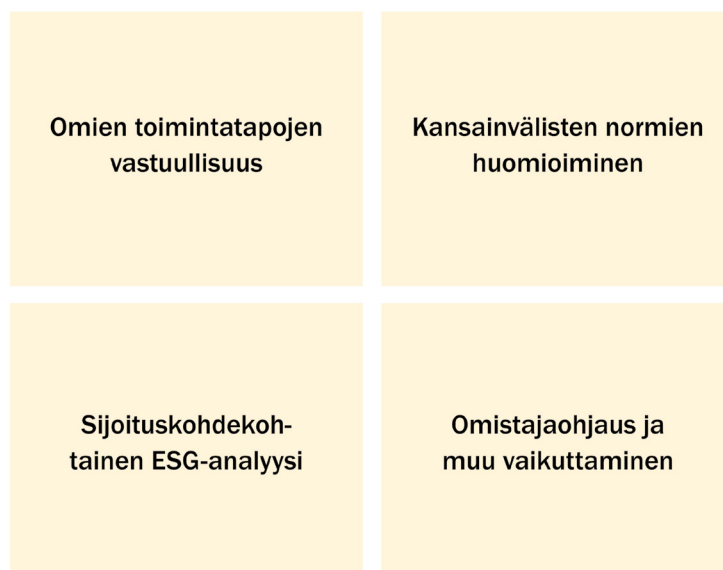 Omien toimintatapojen
vastuullisuus
Kansainvälisten normien
huomioiminen
Sijoituskohdekoh-
tainen ESG-analyysi
Omistajaohjaus ja
muu vaikuttaminen